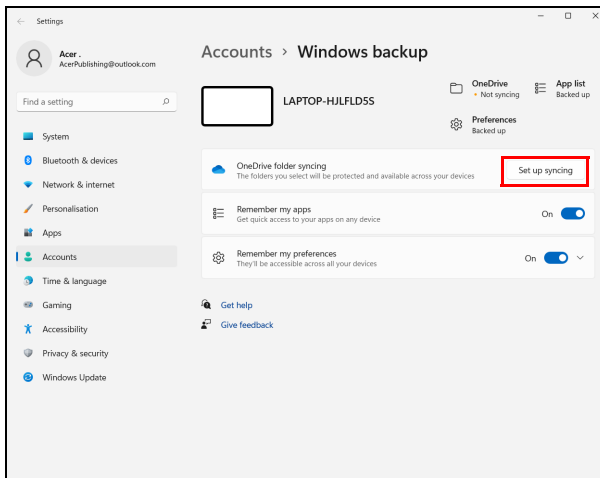 Settings
Acer .
AcerPublishing@outlook.com
Find a setting
System
Bluetooth & devices
Network & internet
Personalisation
Apps
Accounts
Time & language
Gaming
Accessibility
Privacy & security
Windows Update
Accounts > Windows backup
LAPTOP-HJLFLD5S
OneDrive
• Not syncing
App list
Backed up
Preferences
Backed up
OneDrive folder syncing
The folders you select will be protected and available across your devices
Set up syncing
Remember my apps
Get quick access to your apps on any device
On
Remember my preferences
They'll be accessible across all your devices
On
Get help
Give feedback